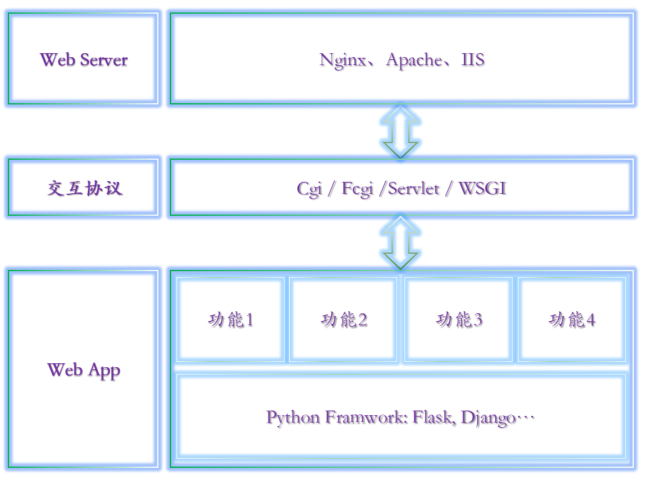 Web Server
Nginx、Apache、IIS
交互协议
Cgi / Fcgi /Servlet / WSGI
Web App
功能1
功能2
功能3
功能4
Python Framwork: Flask, Django…